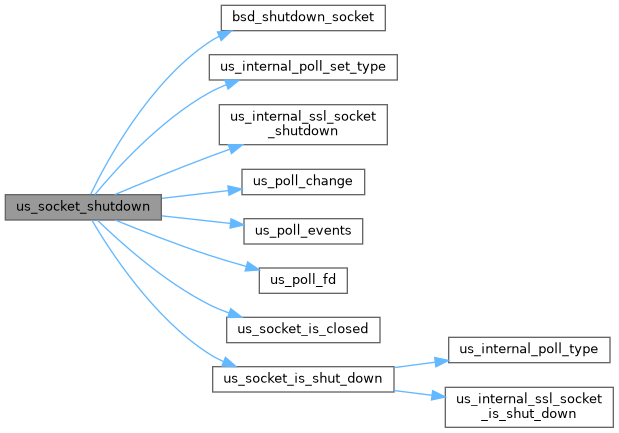 bsd_shutdown_socket
us_internal_poll_set_type
us_internal_ssl_socket
_shutdown
us_poll_change
us_socket_shutdown
us_poll_events
us_poll_fd
us_socket_is_closed
us_internal_poll_type
us_socket_is_shut_down
us_internal_ssl_socket
_is_shut_down